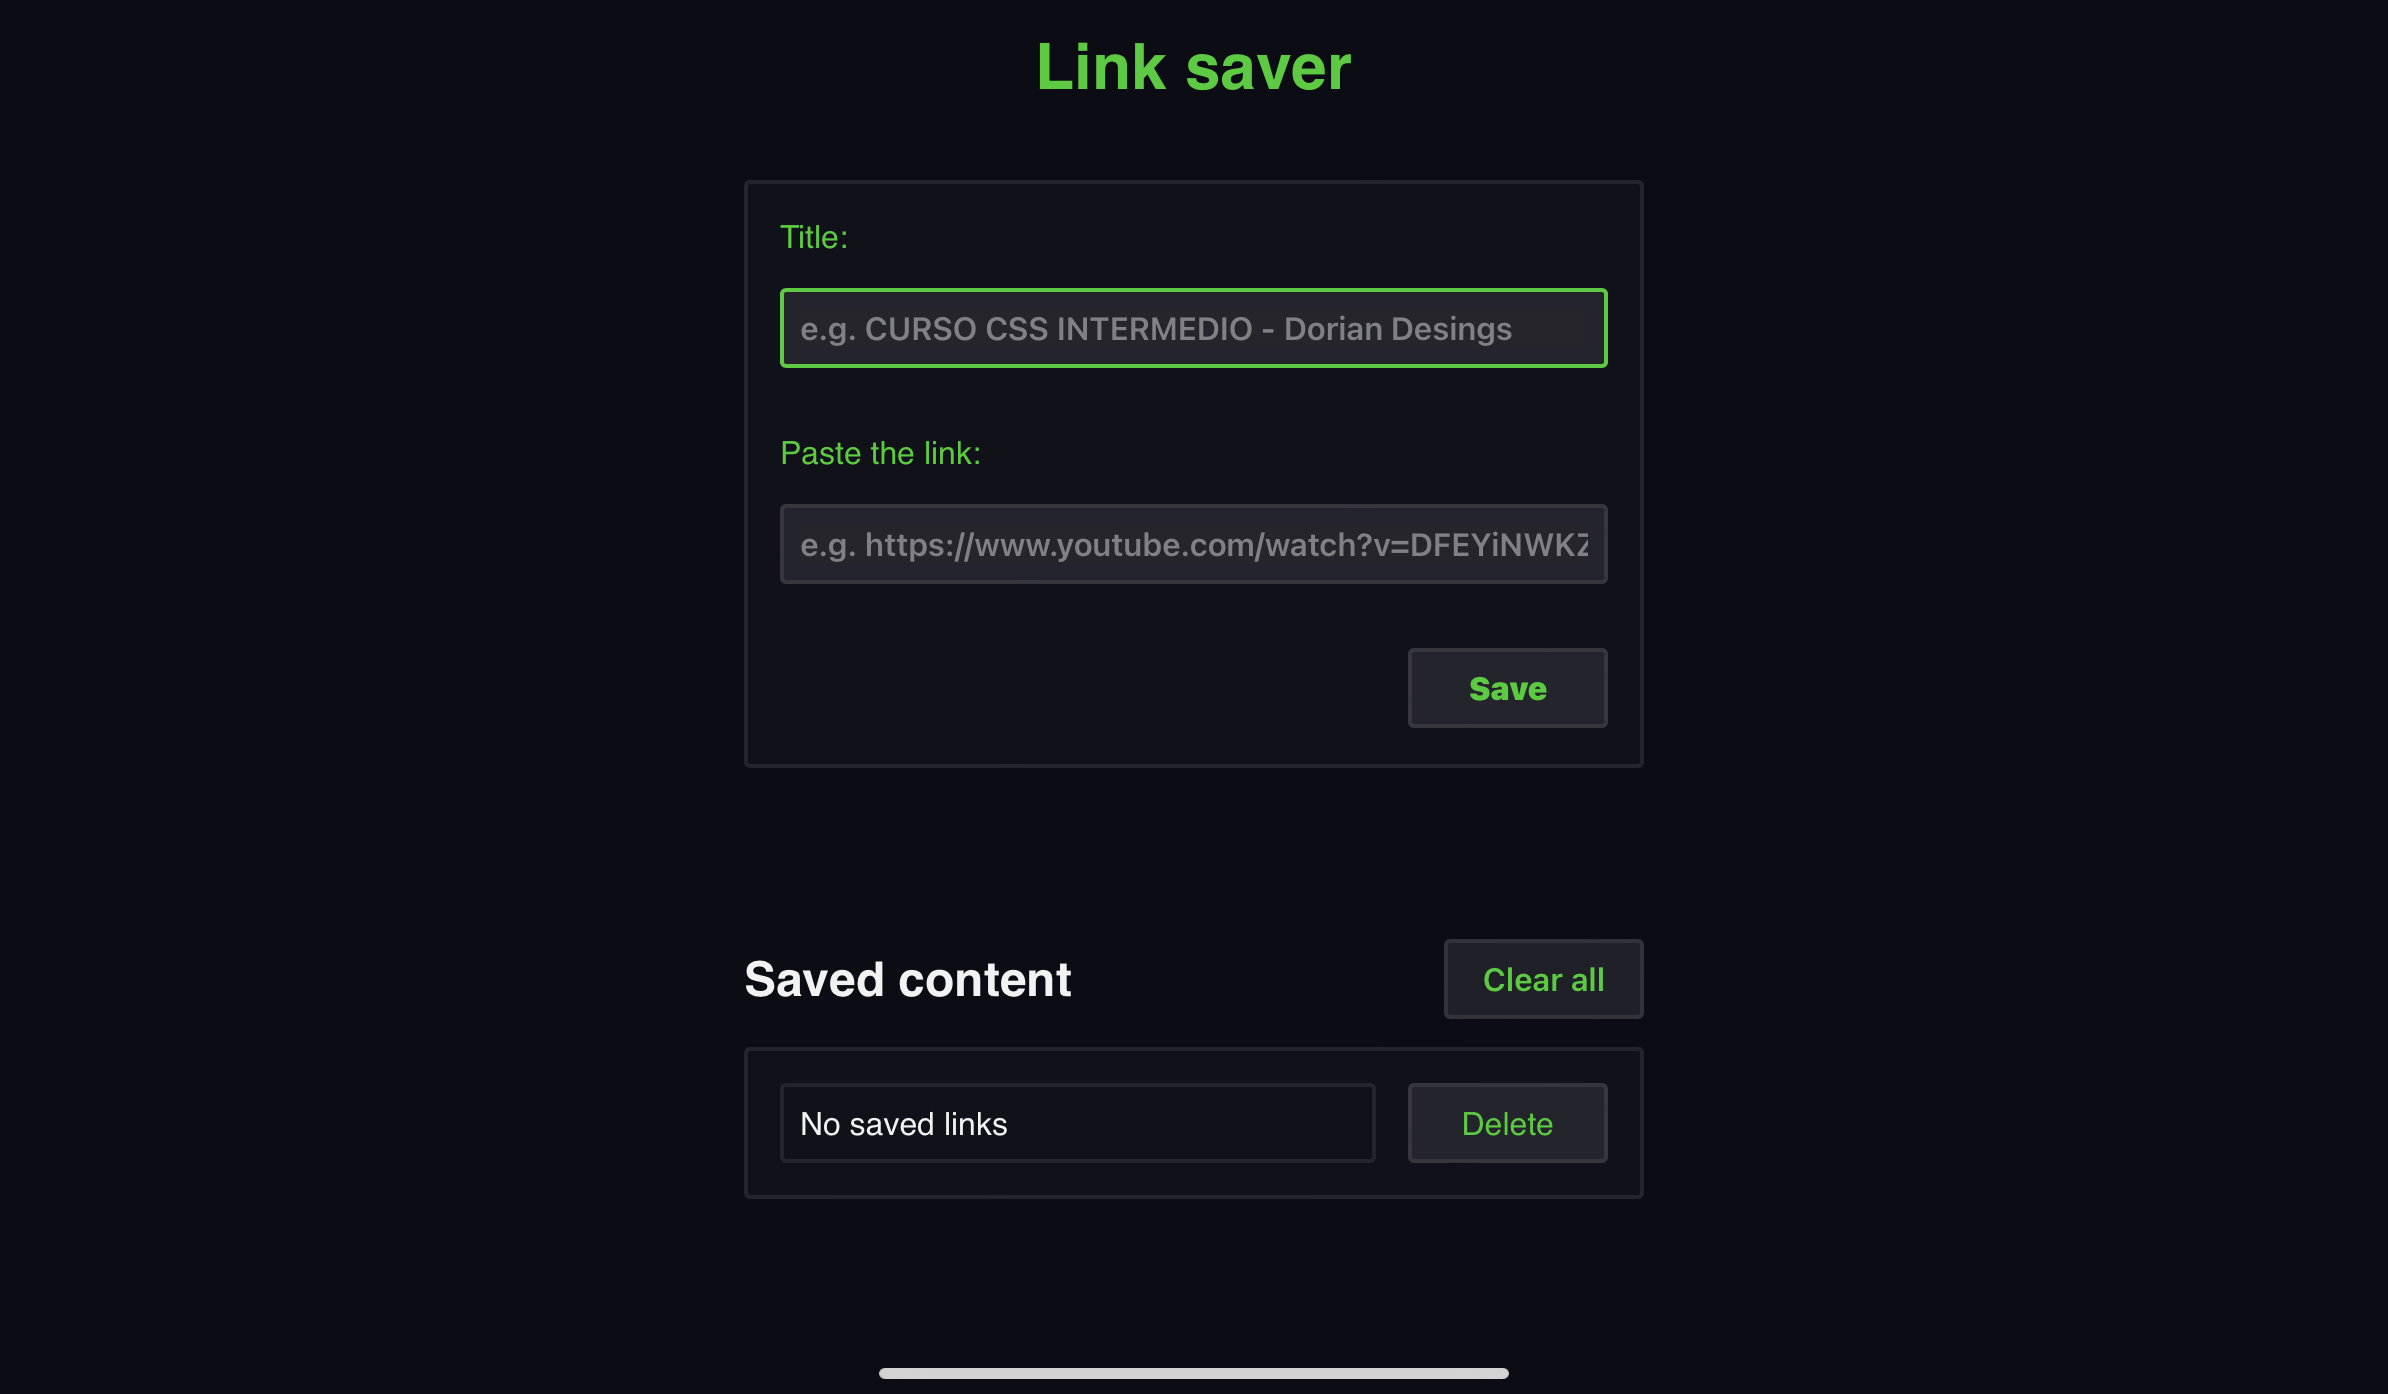 Link saver
Title:
e.g. CURSO CSS INTERMEDIO - Dorian Desings
Paste the link:
e.g. https://www.youtube.com/watch?v=DFEYiNWKZ
Save
Saved content
Clear all
No saved links
Delete